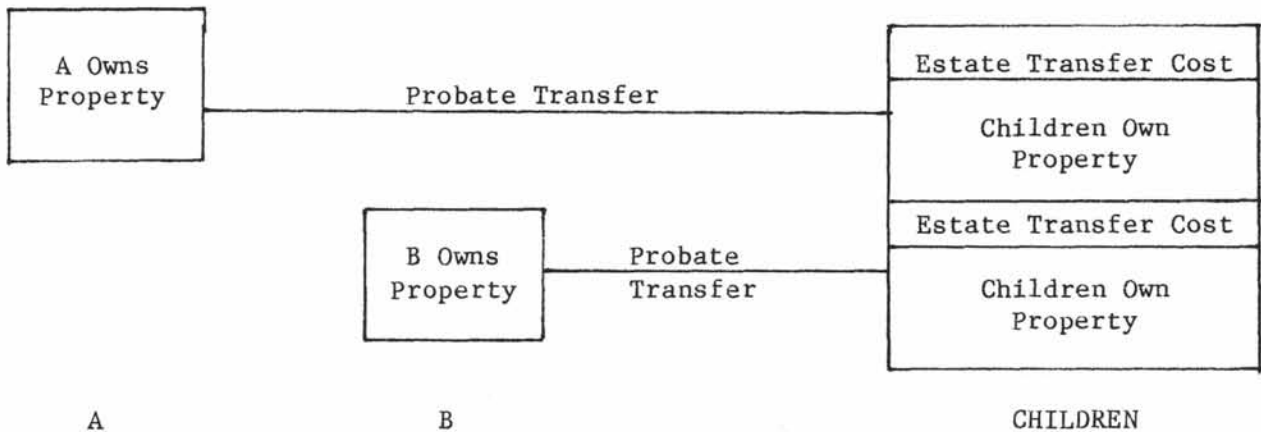 A Owns
Property
Probate Transfer
Estate Transfer Cost
Children Own
Property
Estate Transfer Cost
B Owns
Property
Probate
Transfer
Children Own
Property
A B CHILDREN